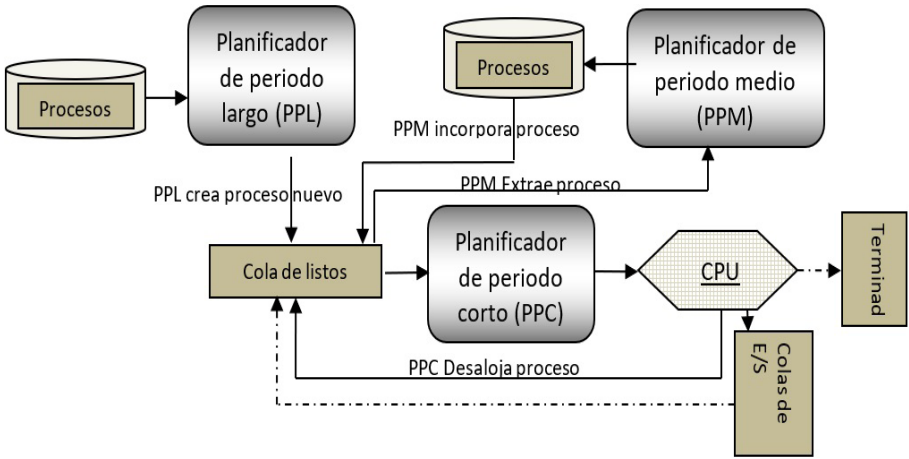 Planificador
de periodo
largo (PPL)
Procesos
Procesos
Planificador de
periodo medio
(PPM)
PPM incorpora proceso
PPL crea proceso nuevo
PPM Extrae proceso
Cola de listos
Planificador
de periodo
corto (PPC)
CPU
Terminad
PPC Desaloja proceso
Colas de
E/S